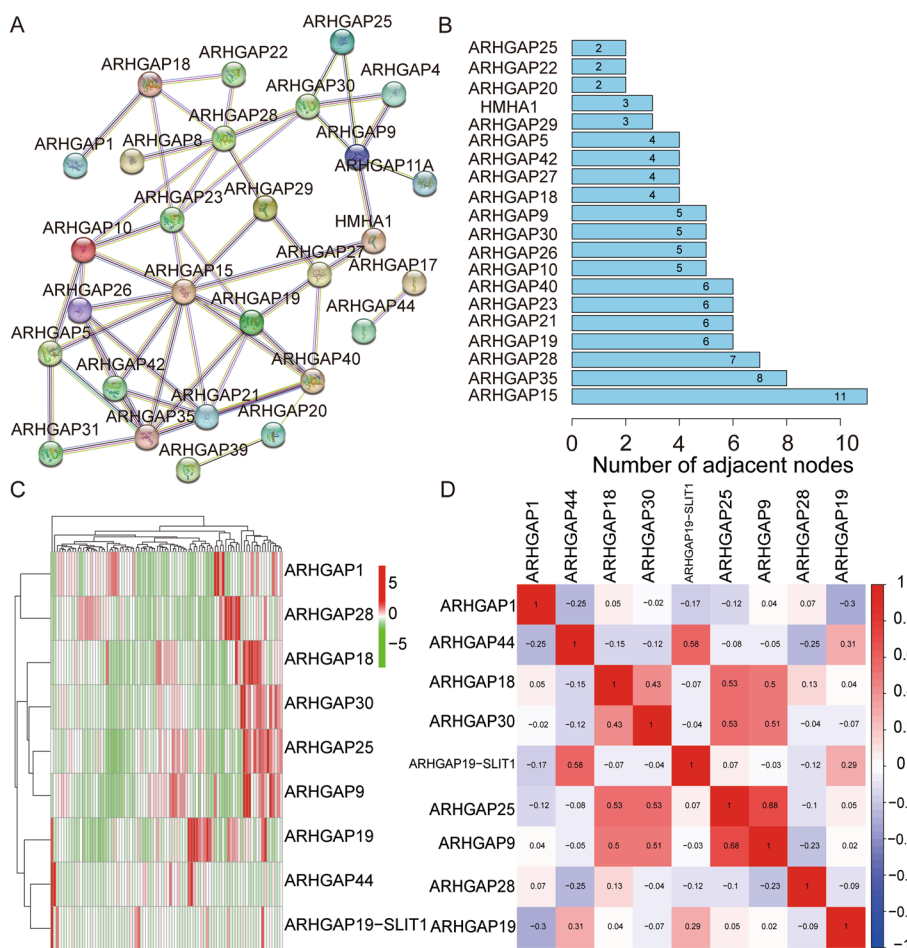 A
ARHGAP25
ARHGAP22
ARHGAP18
ARHGAP30
ARHGAP4
ARHGAP28
ARHGAP1
ARHGAP8
ARHGAP9
ARHGAP11A
ARHGAP29
ARHGAP23
HMHA1
ARHGAP10
ARHGAP15
ARHGAP27
ARHGAP17
ARHGAP26
ARHGAP19
ARHGAP44
ARHGAP5
ARHGAP42
ARHGAP40
ARHGAP21
ARHGAP35
ARHGAP20
ARHGAP31
ARHGAP39
B
ARHGAP25 2
ARHGAP22 2
ARHGAP20 2
HMHA1 3
ARHGAP29 3
ARHGAP5 4
ARHGAP42 4
ARHGAP27 4
ARHGAP18 4
ARHGAP9 5
ARHGAP30 5
ARHGAP26 5
ARHGAP10 5
ARHGAP40 6
ARHGAP23 6
ARHGAP21 6
ARHGAP19 6
ARHGAP28 7
ARHGAP35 8
ARHGAP15 11
0 2 4 6 8 10
Number of adjacent nodes
C
ARHGAP1
ARHGAP28
ARHGAP18
ARHGAP30
ARHGAP25
ARHGAP9
ARHGAP19
ARHGAP44
ARHGAP19−SLIT1
5
0
−5
D
ARHGAP1 ARHGAP44 ARHGAP18 ARHGAP30 ARHGAP19−SLIT1 ARHGAP25 ARHGAP9 ARHGAP28 ARHGAP19
ARHGAP1 1 −0.25 0.05 −0.02 −0.17 −0.12 0.04 0.07 −0.3
ARHGAP44 −0.25 1 −0.15 −0.12 0.58 −0.08 −0.05 −0.25 0.31
ARHGAP18 0.05 −0.15 1 0.43 −0.07 0.53 0.5 0.13 0.04
ARHGAP30 −0.02 −0.12 0.43 1 −0.04 0.53 0.51 −0.04 −0.07
ARHGAP19−SLIT1 −0.17 0.58 −0.07 −0.04 1 0.07 −0.03 −0.12 0.29
ARHGAP25 −0.12 −0.08 0.53 0.53 0.07 1 0.68 −0.1 0.05
ARHGAP9 0.04 −0.05 0.5 0.51 −0.03 0.68 1 −0.23 0.02
ARHGAP28 0.07 −0.25 0.13 −0.04 −0.12 −0.1 −0.23 1 −0.09
ARHGAP19 −0.3 0.31 0.04 −0.07 0.29 0.05 0.02 −0.09 1
1
0